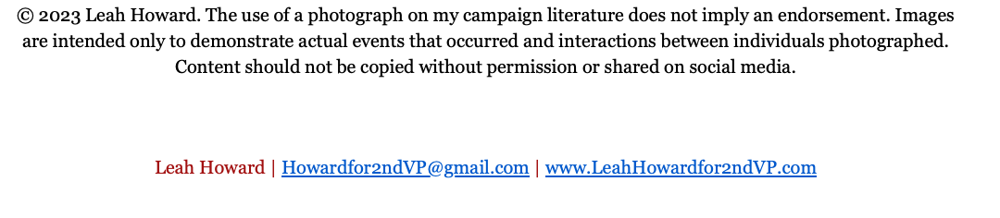 © 2023 Leah Howard. The use of a photograph on my campaign literature does not imply an endorsement. Images
are intended only to demonstrate actual events that occurred and interactions between individuals photographed.
Content should not be copied without permission or shared on social media.
Leah Howard | Howardfor2ndVP@gmail.com | www.LeahHowardfor2ndVP.com